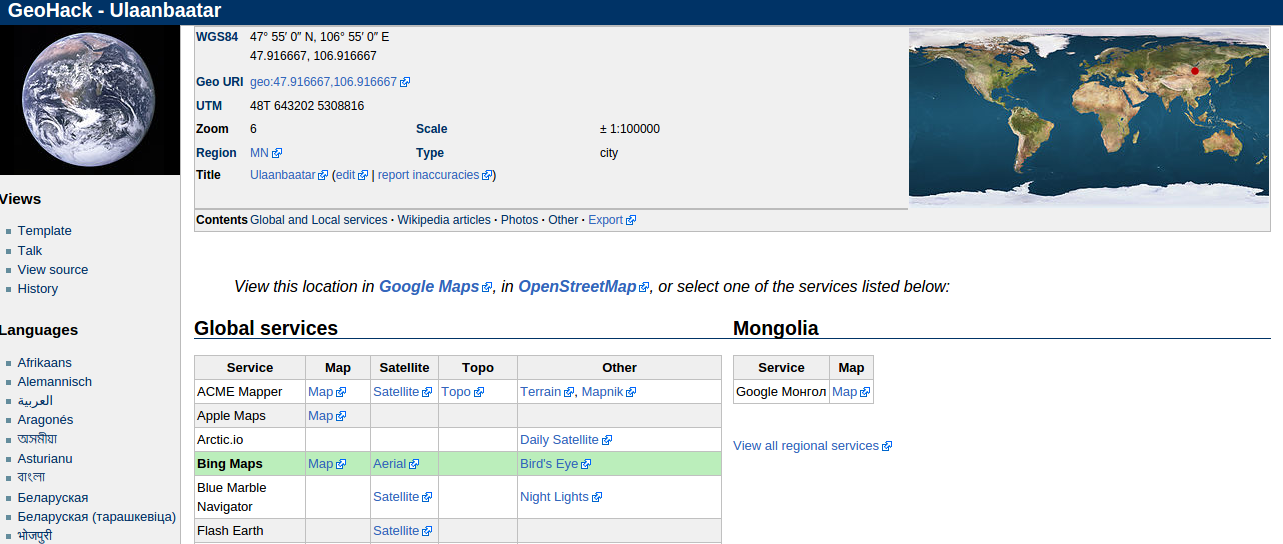 GeoHack - Ulaanbaatar
WGS84 47° 55′ 0″ N, 106° 55′ 0″ E
47.916667, 106.916667
Geo URI geo:47.916667,106.916667
UTM 48T 643202 5308816
Zoom 6 Scale ± 1:100000
Region MN Type city
Title Ulaanbaatar (edit | report inaccuracies)
Contents Global and Local services · Wikipedia articles · Photos · Other · Export
Views
Template
Talk
View source
History
Languages
Afrikaans
Alemannisch
العربية
Aragonés
অসমীয়া
Asturianu
বাংলা
Беларуская
Беларуская (тарашкевіца)
भोजपुरी
View this location in Google Maps, in OpenStreetMap, or select one of the services listed below:
Global services
Service Map Satellite Topo Other
ACME Mapper Map Satellite Topo Terrain, Mapnik
Apple Maps Map
Arctic.io Daily Satellite
Bing Maps Map Aerial Bird's Eye
Blue Marble
Navigator Satellite Night Lights
Flash Earth Satellite
Mongolia
Service Map
Google Монгол Map
View all regional services